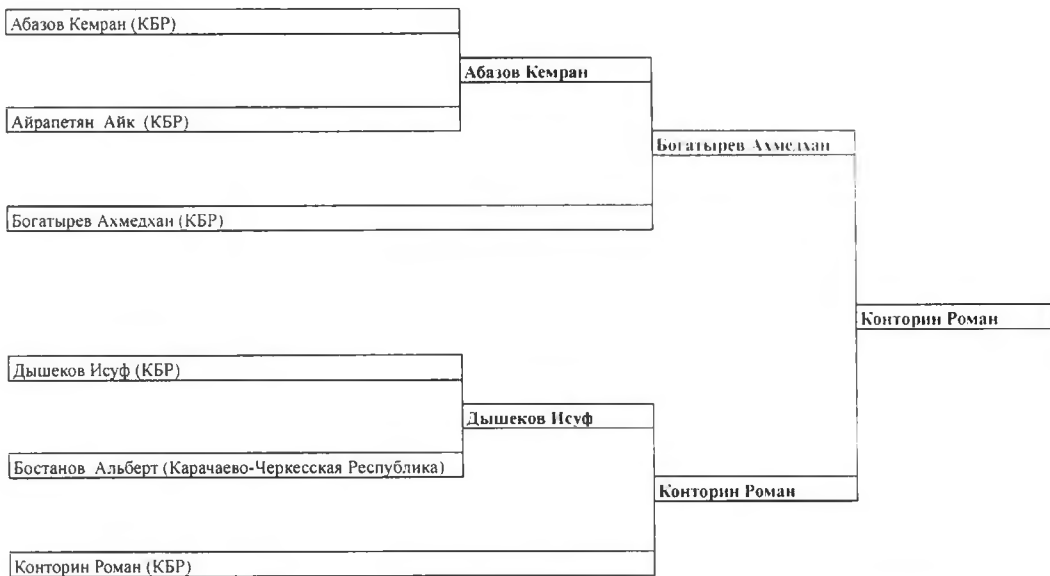 Абазов Кемран (КБР)
Абазов Кемран
Айрапетян Айк (КБР)
Богатырев Ахмедхан
Богатырев Ахмедхан (КБР)
Конторин Роман
Дышеков Исуф (КБР)
Дышеков Исуф
Бостанов Альберт (Карачаево-Черкесская Республика)
Конторин Роман
Конторин Роман (КБР)